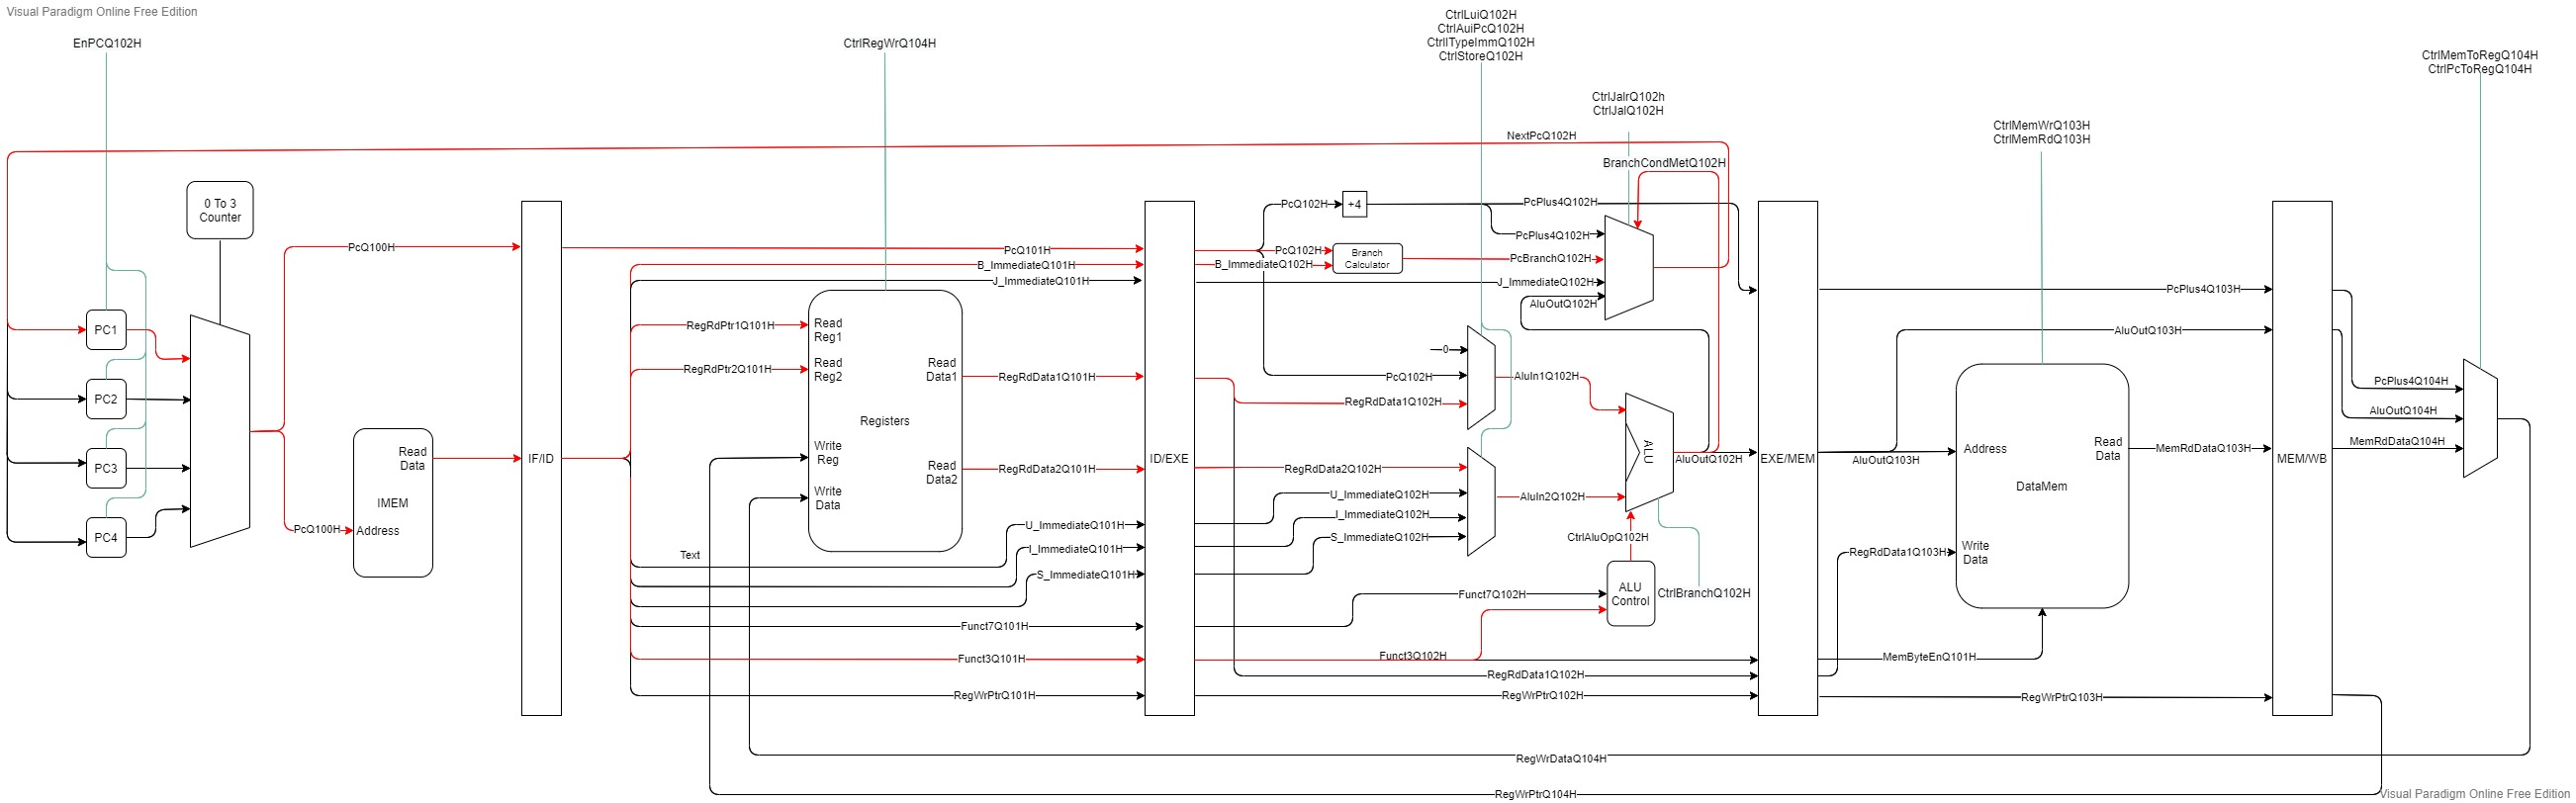 Visual Paradigm Online Free Edition
EnPCQ102H
CtrlRegWrQ104H
CtrlLuiQ102H
CtrlAuiPcQ102H
CtrlITypeImmQ102H
CtrlStoreQ102H
CtrlJalrQ102h
CtrlJalQ102H
CtrlMemWrQ103H
CtrlMemRdQ103H
CtrlMemToRegQ104H
CtrlPcToRegQ104H
NextPcQ102H
BranchCondMetQ102H
0 To 3
Counter
PC1
PC2
PC3
PC4
PcQ100H
PcQ100H
Read
Data
IMEM
Address
IF/ID
PcQ101H
B_ImmediateQ101H
J_ImmediateQ101H
RegRdPtr1Q101H
RegRdPtr2Q101H
Read
Reg1
Read
Reg2
Read
Data1
Registers
Write
Reg
Read
Data2
Write
Data
RegRdData1Q101H
RegRdData2Q101H
Text
U_ImmediateQ101H
I_ImmediateQ101H
S_ImmediateQ101H
Funct7Q101H
Funct3Q101H
RegWrPtrQ101H
ID/EXE
PcQ102H
+4
PcPlus4Q102H
PcPlus4Q102H
PcQ102H
B_ImmediateQ102H
Branch
Calculator
PcBranchQ102H
J_ImmediateQ102H
AluOutQ102H
0
PcQ102H
RegRdData1Q102H
AluIn1Q102H
RegRdData2Q102H
U_ImmediateQ102H
I_ImmediateQ102H
S_ImmediateQ102H
AluIn2Q102H
ALU
AluOutQ102H
CtrlAluOpQ102H
ALU
Control
CtrlBranchQ102H
Funct7Q102H
Funct3Q102H
RegRdData1Q102H
RegWrPtrQ102H
EXE/MEM
PcPlus4Q103H
AluOutQ103H
AluOutQ103H
Address
Read
Data
DataMem
Write
Data
RegRdData1Q103H
MemByteEnQ101H
MemRdDataQ103H
RegWrPtrQ103H
MEM/WB
PcPlus4Q104H
AluOutQ104H
MemRdDataQ104H
RegWrDataQ104H
RegWrPtrQ104H
Visual Paradigm Online Free Edition